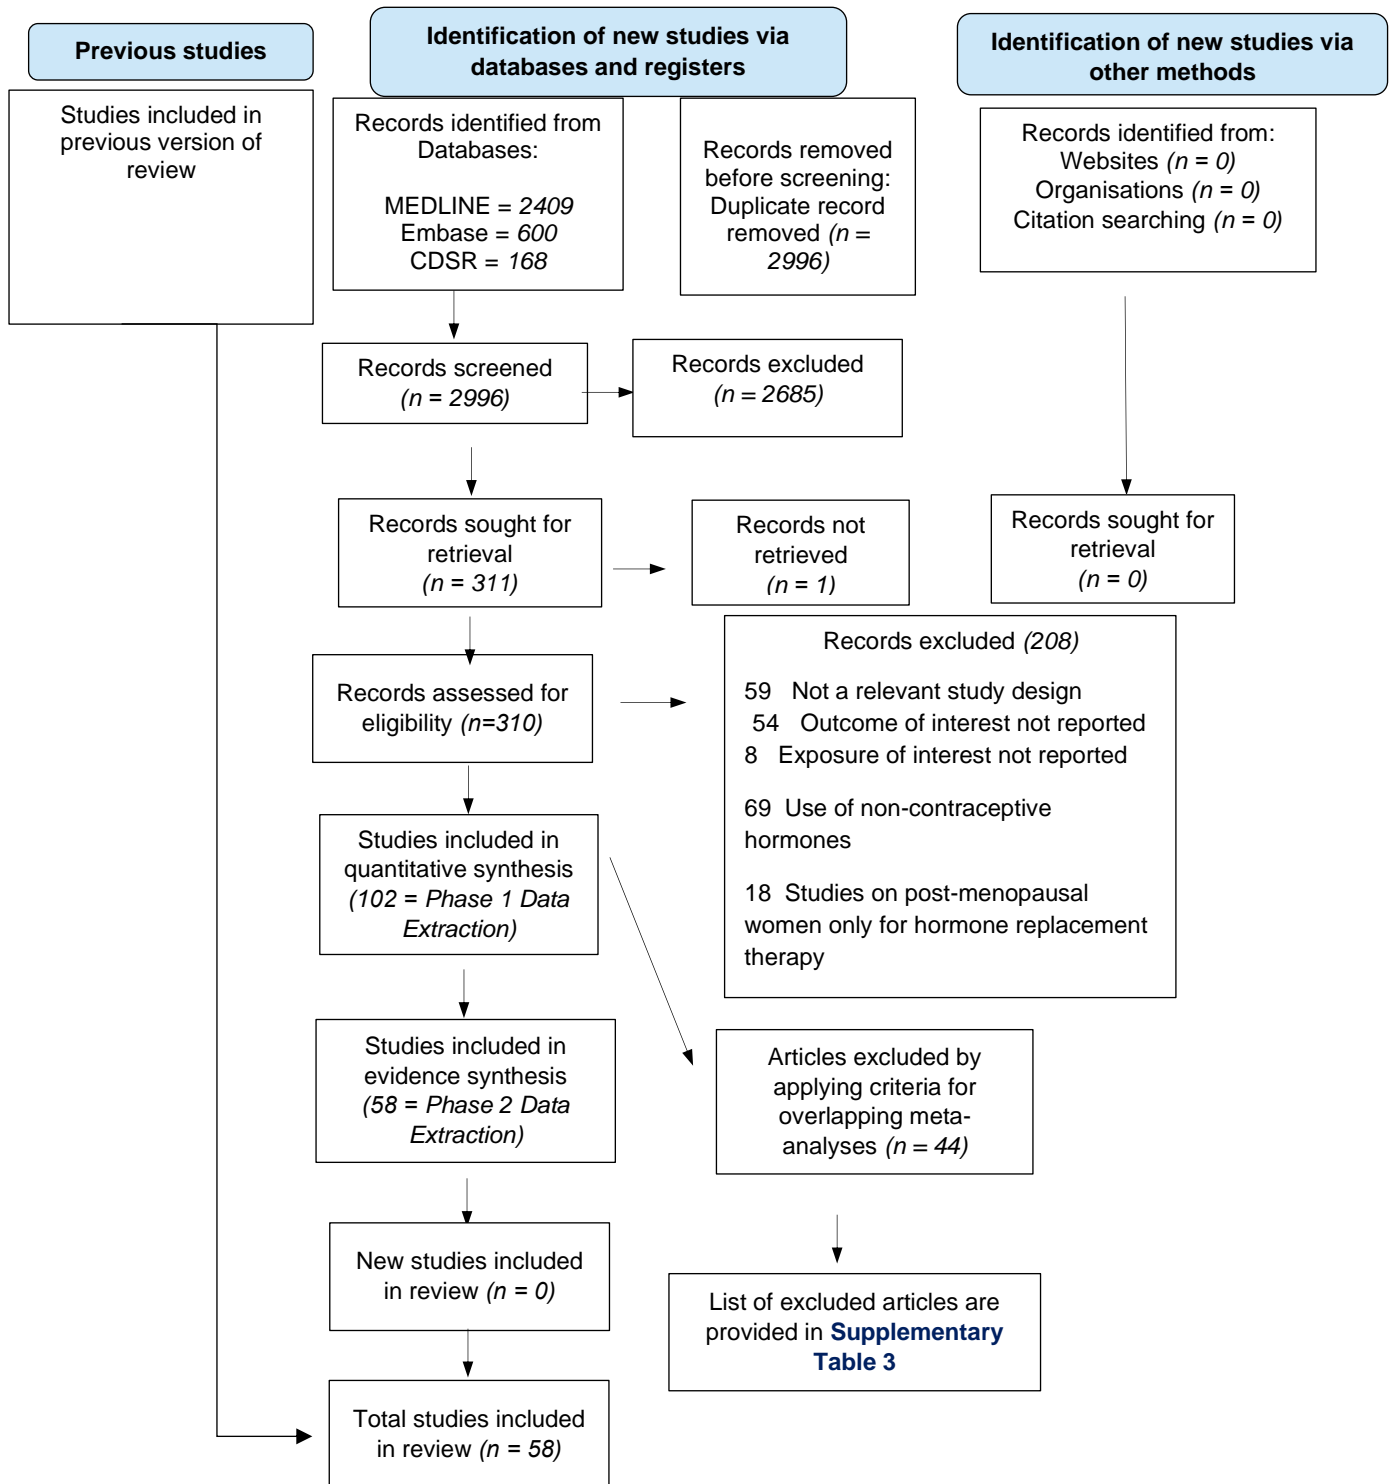 Previous studies
Identification of new studies via
databases and registers
Identification of new studies via
other methods
Studies included in
previous version of
review
Records identified from
Databases:
MEDLINE = 2409
Embase = 600
CDSR = 168
Records removed
before screening:
Duplicate record
removed (n =
2996)
Records identified from:
Websites (n = 0)
Organisations (n = 0)
Citation searching (n = 0)
Records screened
(n = 2996)
Records excluded
(n = 2685)
Records sought for
retrieval
(n = 311)
Records not
retrieved
(n = 1)
Records sought for
retrieval
(n = 0)
Records assessed for
eligibility (n=310)
Records excluded (208)
59 Not a relevant study design
54 Outcome of interest not reported
8 Exposure of interest not reported
69 Use of non-contraceptive
hormones
18 Studies on post-menopausal
women only for hormone replacement
therapy
Studies included in
quantitative synthesis
(102 = Phase 1 Data
Extraction)
Studies included in
evidence synthesis
(58 = Phase 2 Data
Extraction)
Articles excluded by
applying criteria for
overlapping meta-
analyses (n = 44)
New studies included
in review (n = 0)
List of excluded articles are
provided in Supplementary
Table 3
Total studies included
in review (n = 58)